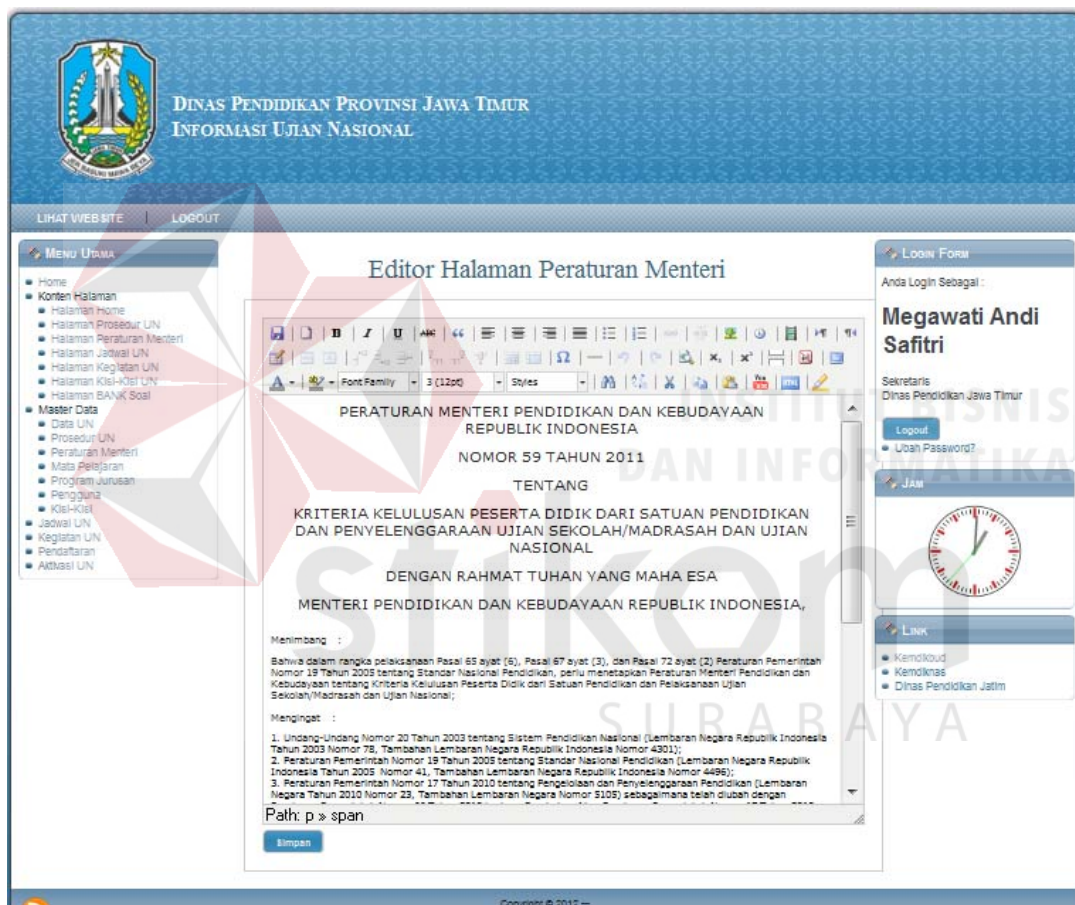 DINAS PENDIDIKAN PROVINSI JAWA TIMUR
INFORMASI UJIAN NASIONAL
JER BASUKI MAWA BEYA
LIHAT WEBSITE | LOGOUT
MENU UTAMA
Home
Konten Halaman
Halaman Home
Halaman Prosedur UN
Halaman Peraturan Menteri
Halaman Jadwal UN
Halaman Kegiatan UN
Halaman Kisi-Kisi UN
Halaman BANK Soal
Master Data
Data UN
Prosedur UN
Peraturan Menteri
Mata Pelajaran
Program Jurusan
Pengguna
Kisi-Kisi
Jadwal UN
Kegiatan UN
Pendaftaran
Aktivasi UN
Editor Halaman Peraturan Menteri
Font Family 3 (12pt) Styles
PERATURAN MENTERI PENDIDIKAN DAN KEBUDAYAAN
REPUBLIK INDONESIA
NOMOR 59 TAHUN 2011
TENTANG
KRITERIA KELULUSAN PESERTA DIDIK DARI SATUAN PENDIDIKAN
DAN PENYELENGGARAAN UJIAN SEKOLAH/MADRASAH DAN UJIAN
NASIONAL
DENGAN RAHMAT TUHAN YANG MAHA ESA
MENTERI PENDIDIKAN DAN KEBUDAYAAN REPUBLIK INDONESIA,
Menimbang :
Bahwa dalam rangka pelaksanaan Pasal 65 ayat (6), Pasal 67 ayat (3), dan Pasal 72 ayat (2) Peraturan Pemerintah
Nomor 19 Tahun 2005 tentang Standar Nasional Pendidikan, perlu menetapkan Peraturan Menteri Pendidikan dan
Kebudayaan tentang Kriteria Kelulusan Peserta Didik dari Satuan Pendidikan dan Pelaksanaan Ujian
Sekolah/Madrasah dan Ujian Nasional;
Mengingat :
1. Undang-Undang Nomor 20 Tahun 2003 tentang Sistem Pendidikan Nasional (Lembaran Negara Republik Indonesia
Tahun 2003 Nomor 78, Tambahan Lembaran Negara Republik Indonesia Nomor 4301);
2. Peraturan Pemerintah Nomor 19 Tahun 2005 tentang Standar Nasional Pendidikan (Lembaran Negara Republik
Indonesia Tahun 2005 Nomor 41, Tambahan Lembaran Negara Republik Indonesia Nomor 4496);
3. Peraturan Pemerintah Nomor 17 Tahun 2010 tentang Pengelolaan dan Penyelenggaraan Pendidikan (Lembaran
Negara Tahun 2010 Nomor 23, Tambahan Lembaran Negara Nomor 5105) sebagaimana telah diubah dengan
Path: p » span
Simpan
LOGIN FORM
Anda Login Sebagai :
Megawati Andi
Safitri
Sekretaris
Dinas Pendidikan Jawa Timur
Logout
Ubah Password?
JAM
LINK
Kemdikbud
Kemdiknas
Dinas Pendidikan Jatim
INSTITUT BISNIS
DAN INFORMATIKA
stikom
SURABAYA
Copyright © 2012